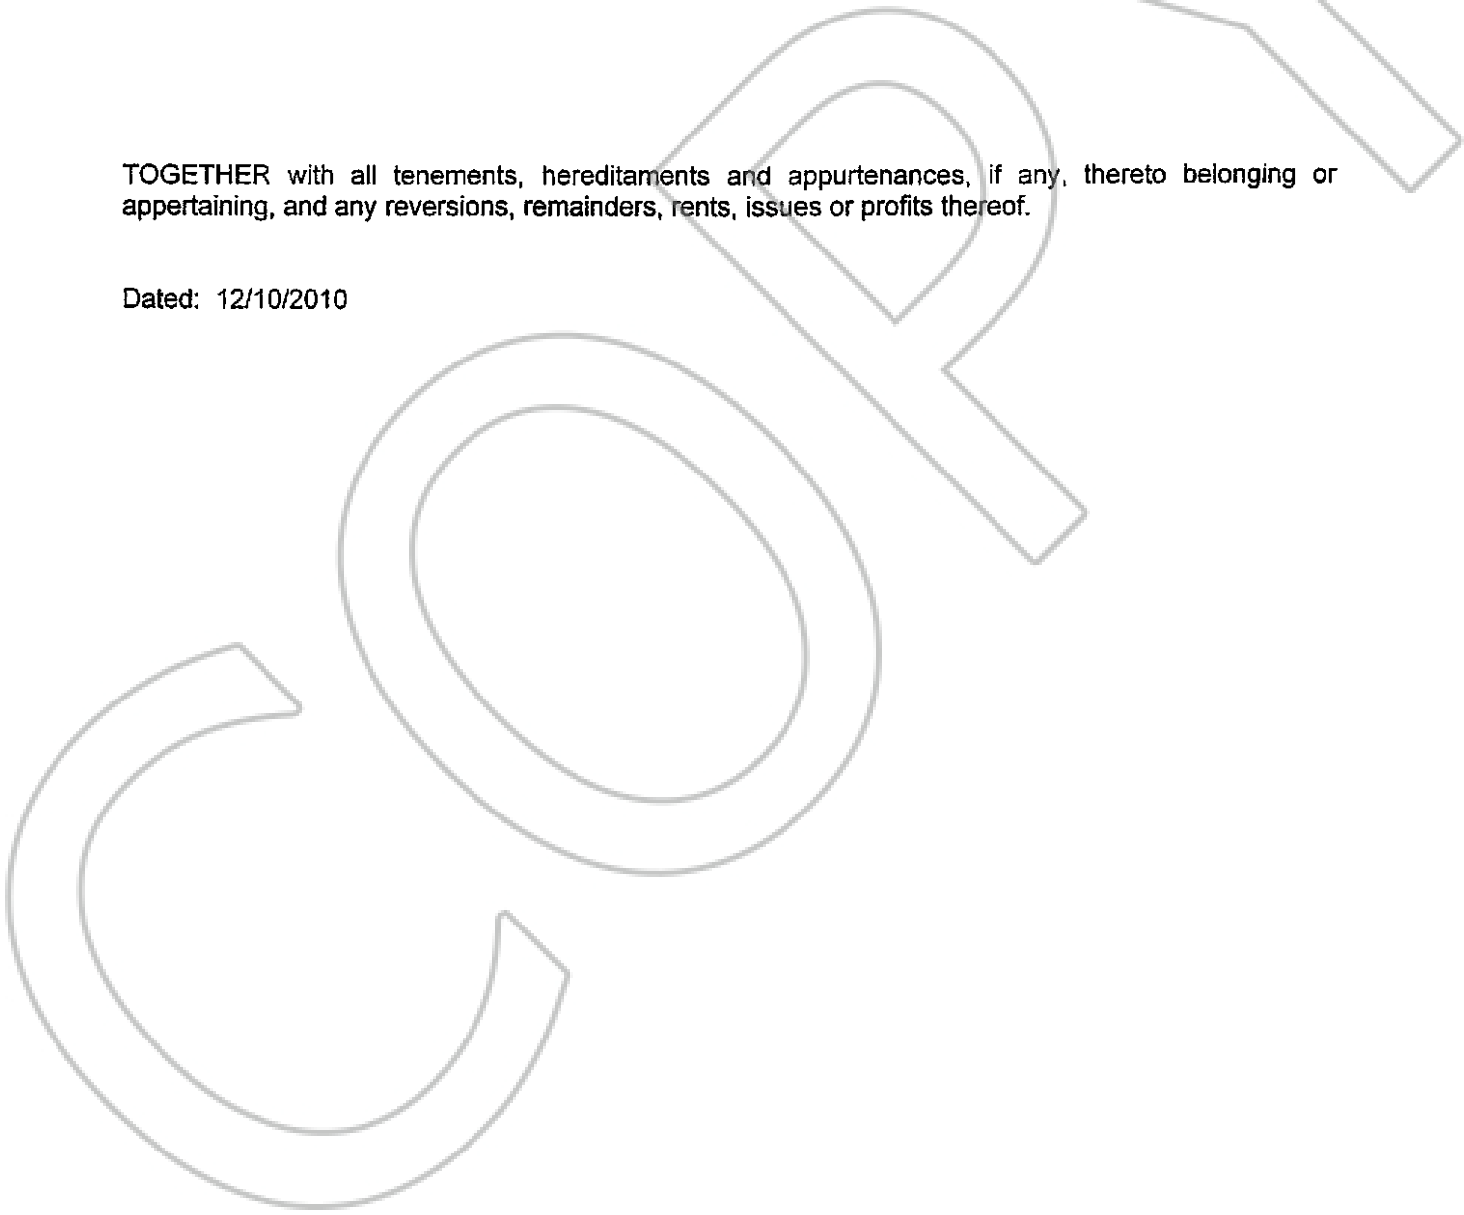 TOGETHER with all tenements, hereditaments and appurtenances, if any, thereto belonging or
appertaining, and any reversions, remainders, rents, issues or profits thereof.
Dated: 12/10/2010
COPY